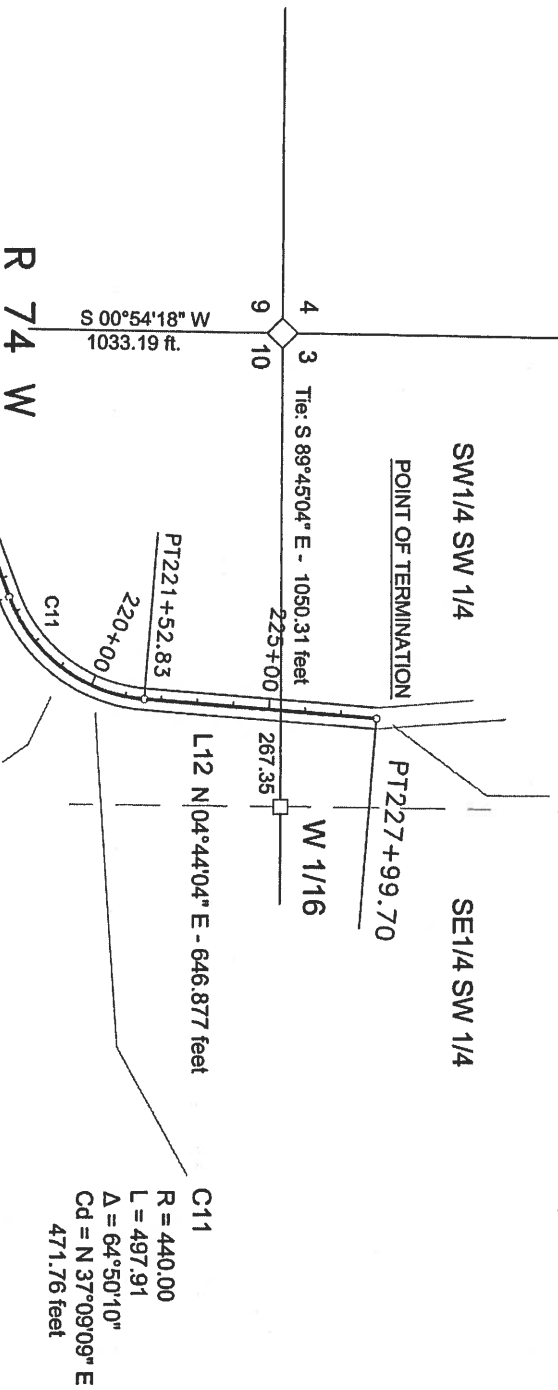 SW1/4 SW 1/4
SE1/4 SW 1/4
POINT OF TERMINATION
PT227+99.70
4
3
9
10
Tie: S 89°45'04" E - 1050.31 feet
225+00
267.35
W 1/16
S 00°54'18" W
1033.19 ft.
PT221+52.83
220+00
C11
L12 N 04°44'04" E - 646.877 feet
R 74 W
C11
R = 440.00
L = 497.91
Δ = 64°50'10"
Cd = N 37°09'09" E
471.76 feet